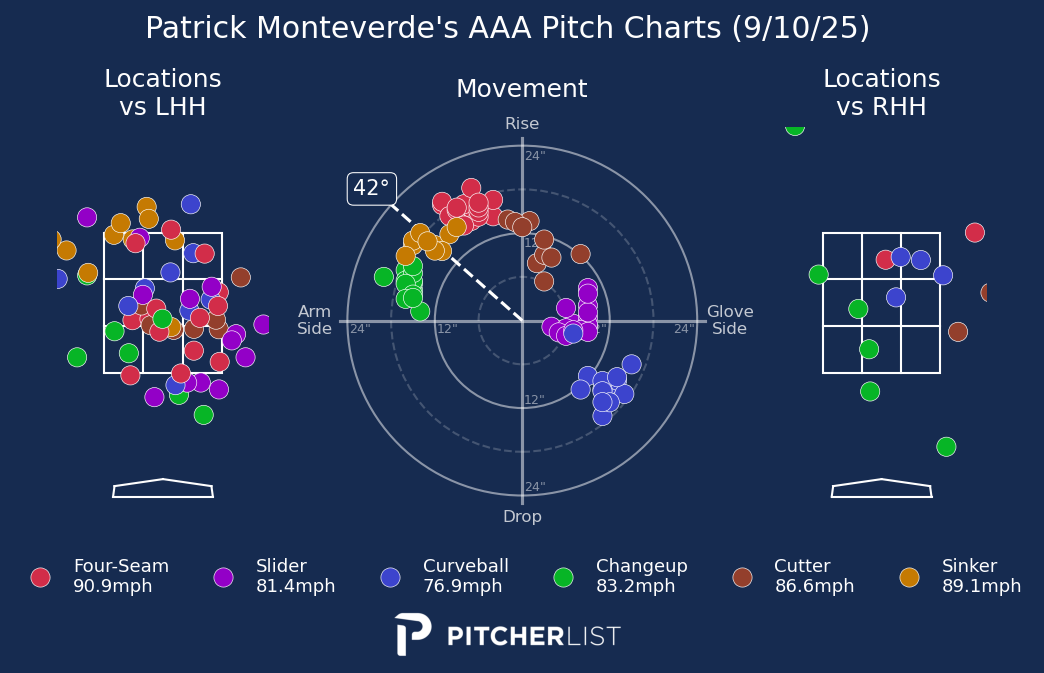 Patrick Monteverde's AAA Pitch Charts (9/10/25)
Locations
vs LHH
Movement
Locations
vs RHH
Rise
24"
42°
12"
Arm
Side
24"
12"
12"
24"
Glove
Side
12"
24"
Drop
Four-Seam
90.9mph
Slider
81.4mph
Curveball
76.9mph
Changeup
83.2mph
Cutter
86.6mph
Sinker
89.1mph
PITCHERLIST